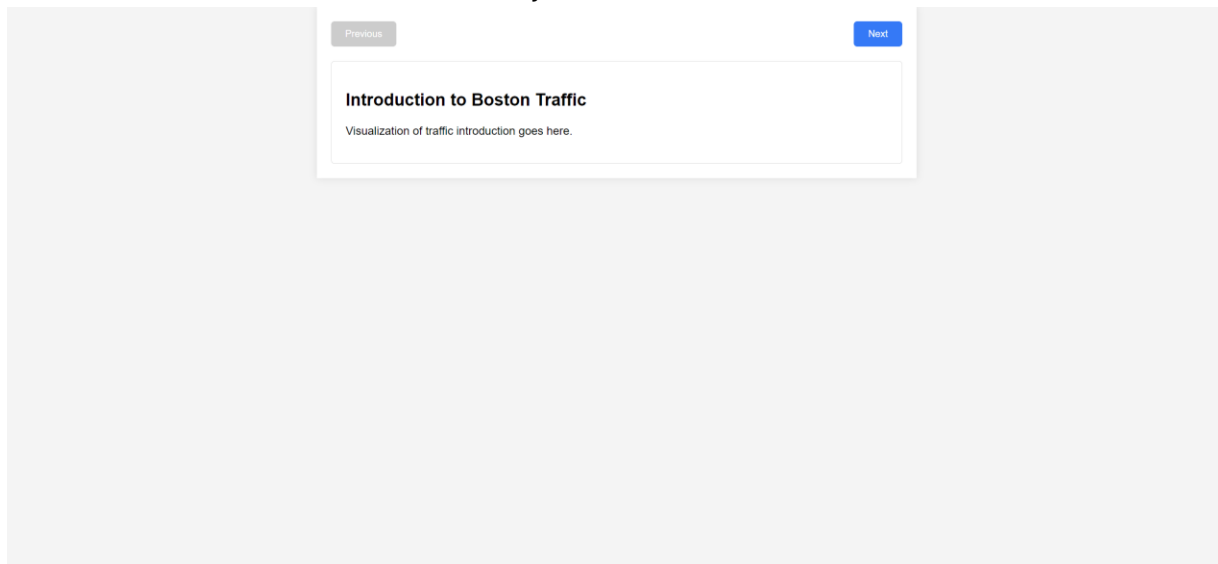 Previous
Next
Introduction to Boston Traffic
Visualization of traffic introduction goes here.